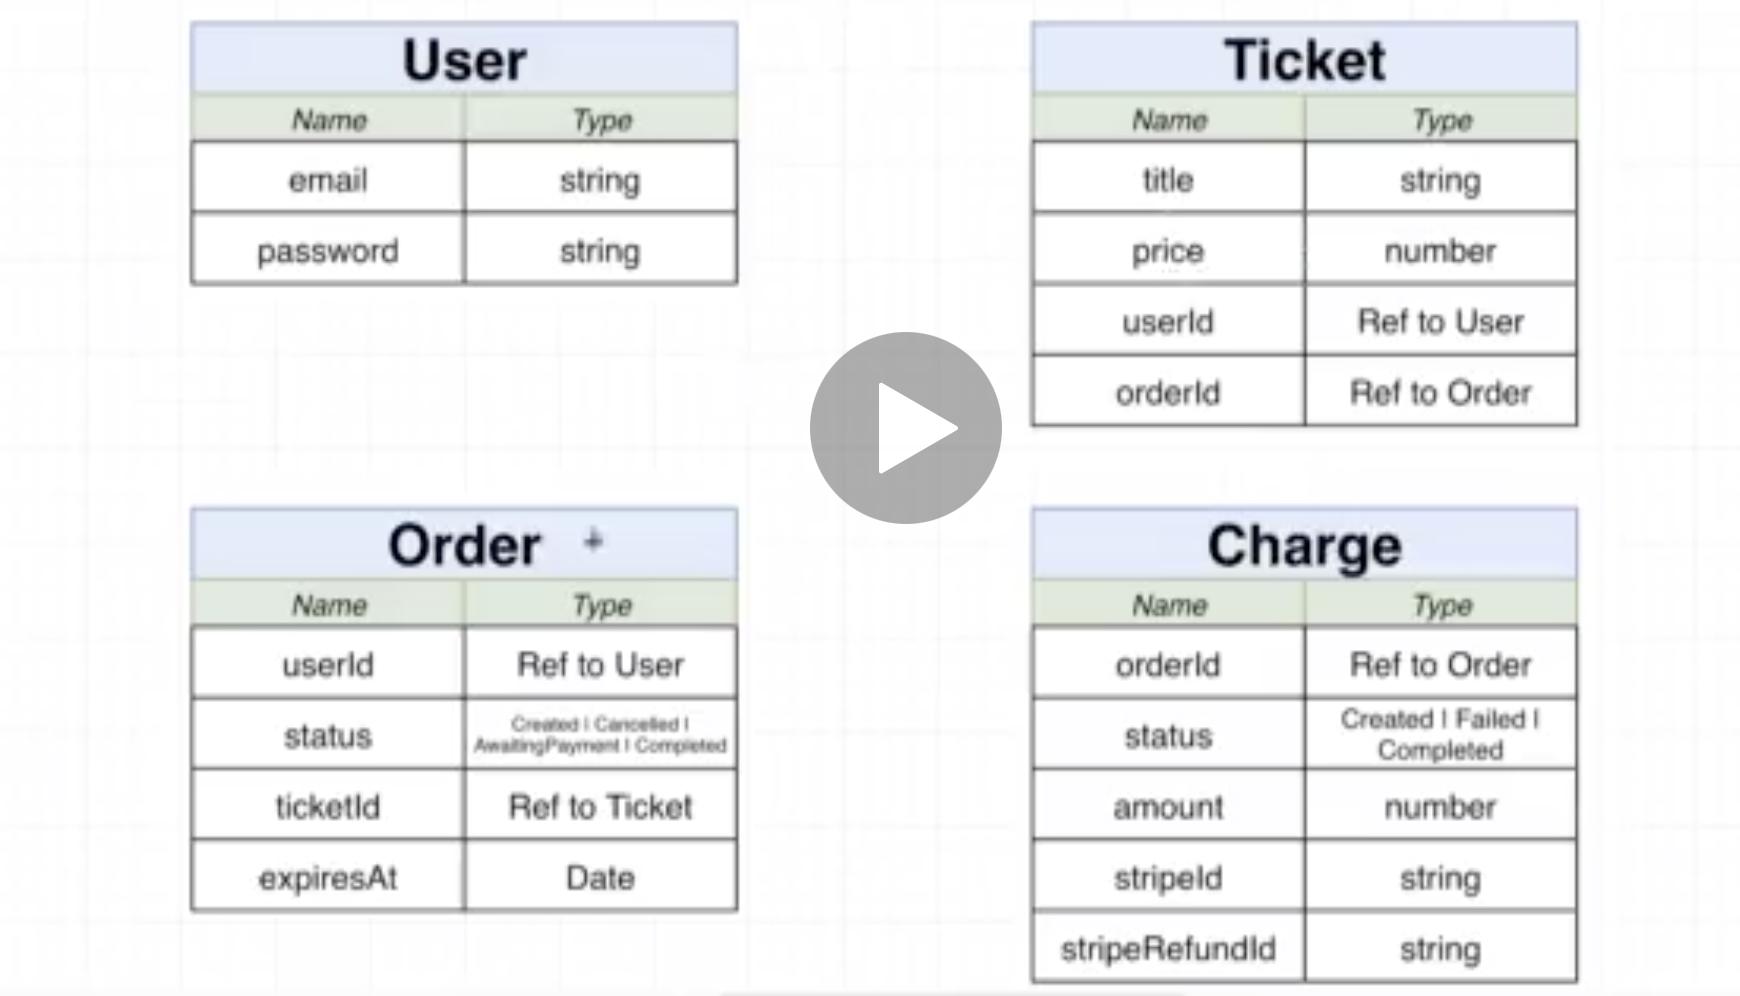 User
Name Type
email string
password string
Ticket
Name Type
title string
price number
userId Ref to User
orderId Ref to Order
Order
Name Type
userId Ref to User
status Created | Cancelled |
AwaitingPayment | Completed
ticketId Ref to Ticket
expiresAt Date
Charge
Name Type
orderId Ref to Order
status Created | Failed |
Completed
amount number
stripeId string
stripeRefundId string